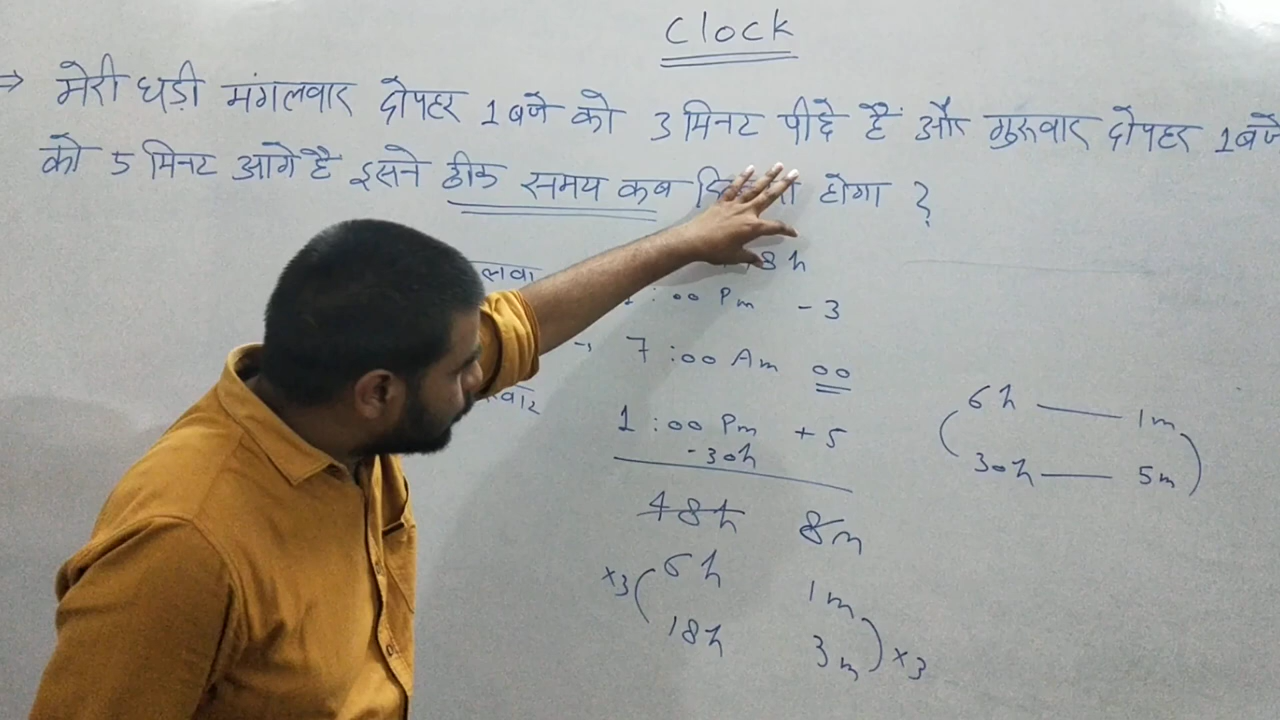 Clock
⇒ मेरी घड़ी मंगलवार दोपहर 1 बजे को 3 मिनट पीछे है और गुरुवार दोपहर 1 बजे
को 5 मिनट आगे है इसने ठीक समय कब होगा ?
18 h
1 : 00 Pm - 3
→ 7 : 00 Am 00
1 : 00 Pm + 5
-30h
48h 8m
×3 6h 1m
18h 3m ×3
6h — 1m
30h — 5m